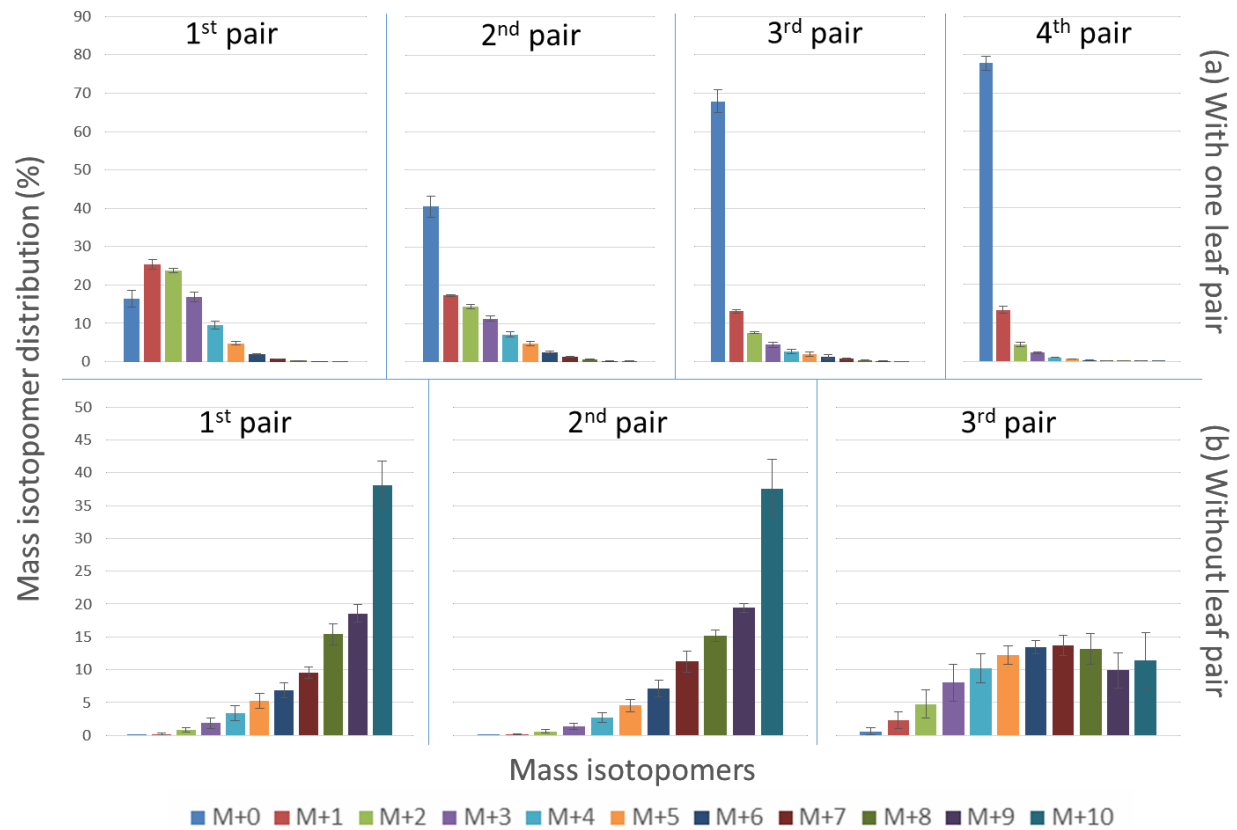 Mass isotopomer distribution (%)
90
80
70
60
50
40
30
20
10
0
1st pair
2nd pair
3rd pair
4th pair
(a) With one leaf pair
50
45
40
35
30
25
20
15
10
5
0
1st pair
2nd pair
3rd pair
(b) Without leaf pair
Mass isotopomers
M+0 M+1 M+2 M+3 M+4 M+5 M+6 M+7 M+8 M+9 M+10